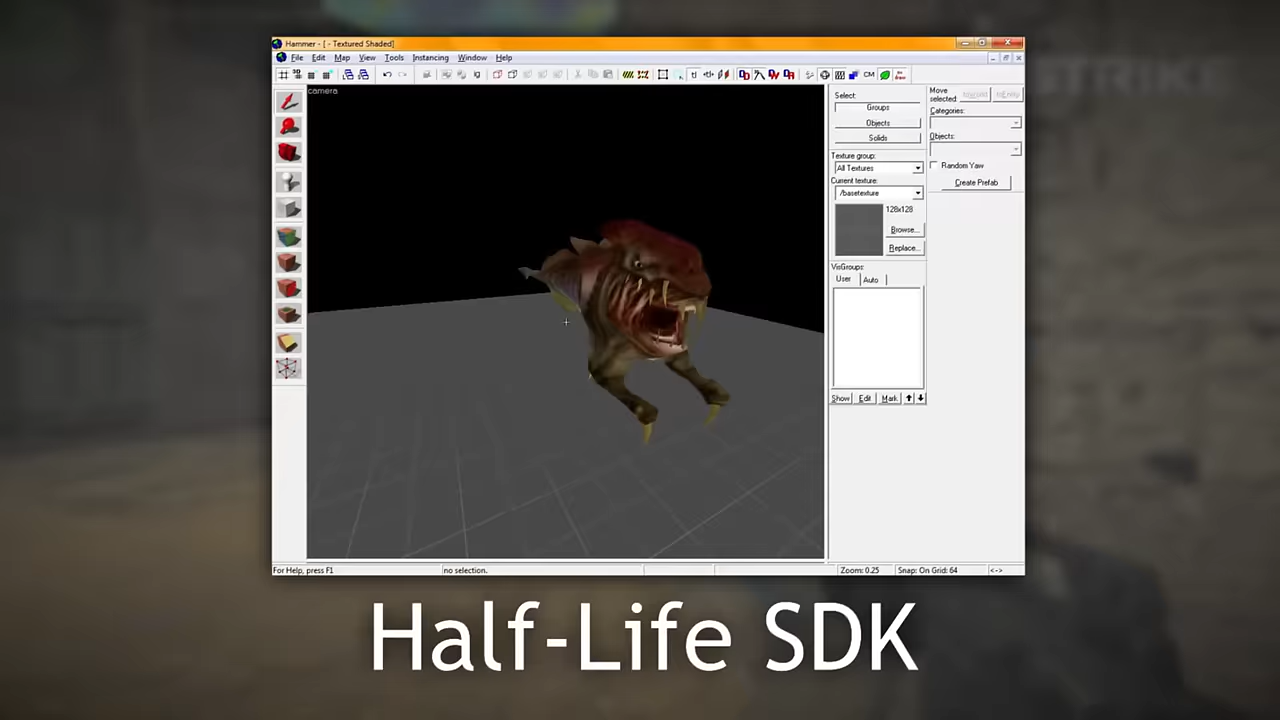 Hammer - [ - Textured Shaded]
File Edit Map View Tools Instancing Window Help
camera
Select:
Groups
Objects
Solids
Texture group:
All Textures
Current texture:
/basetexture
128x128
Browse...
Replace...
VisGroups:
User Auto
Show Edit Mark
Move
selected:
toWorld toEntity
Categories:
Objects:
Random Yaw
Create Prefab
For Help, press F1
no selection.
Zoom: 0.25
Snap: On Grid: 64
<->
Half-Life SDK